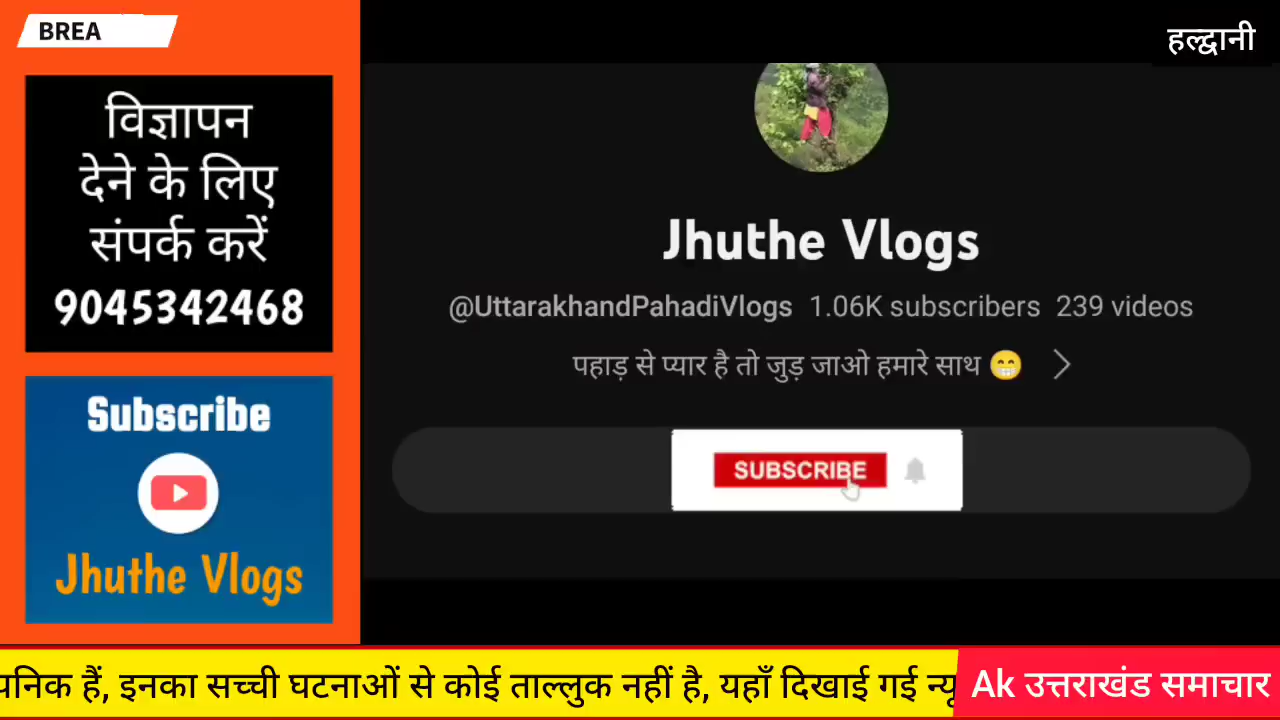 BREA
हल्द्वानी
विज्ञापन
देने के लिए
संपर्क करें
9045342468
Subscribe
Jhuthe Vlogs
Jhuthe Vlogs
@UttarakhandPahadiVlogs 1.06K subscribers 239 videos
पहाड़ से प्यार है तो जुड़ जाओ हमारे साथ 😁
SUBSCRIBE
पनिक हैं, इनका सच्ची घटनाओं से कोई ताल्लुक नहीं है, यहाँ दिखाई गई न्यू
Ak उत्तराखंड समाचार